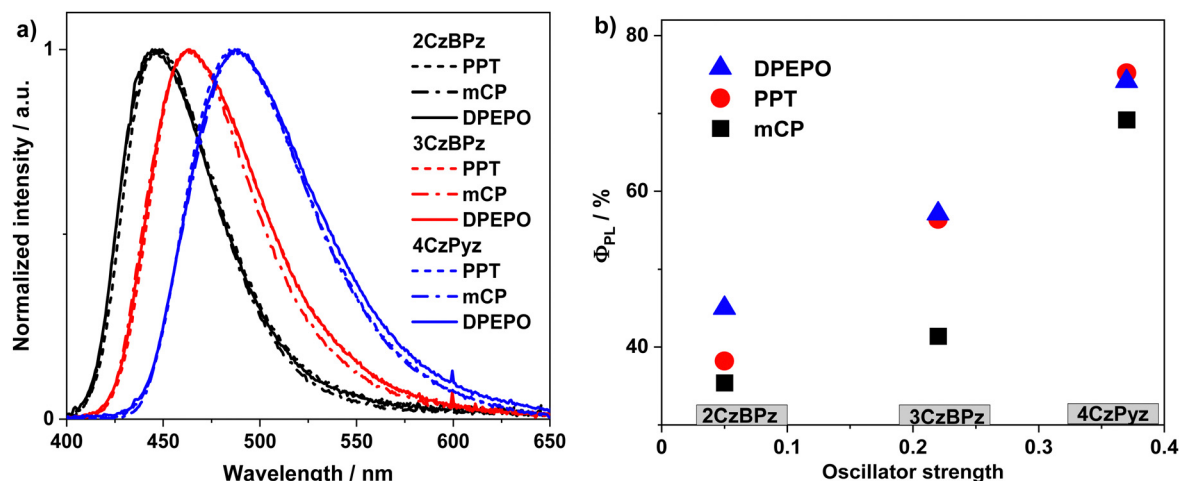 a)
Normalized intensity / a.u.
1
0
2CzBPz
PPT
mCP
DPEPO
3CzBPz
PPT
mCP
DPEPO
4CzPyz
PPT
mCP
DPEPO
400 450 500 550 600 650
Wavelength / nm
b)
Φ_PL / %
80
60
40
DPEPO
PPT
mCP
2CzBPz 3CzBPz 4CzPyz
0 0.1 0.2 0.3 0.4
Oscillator strength